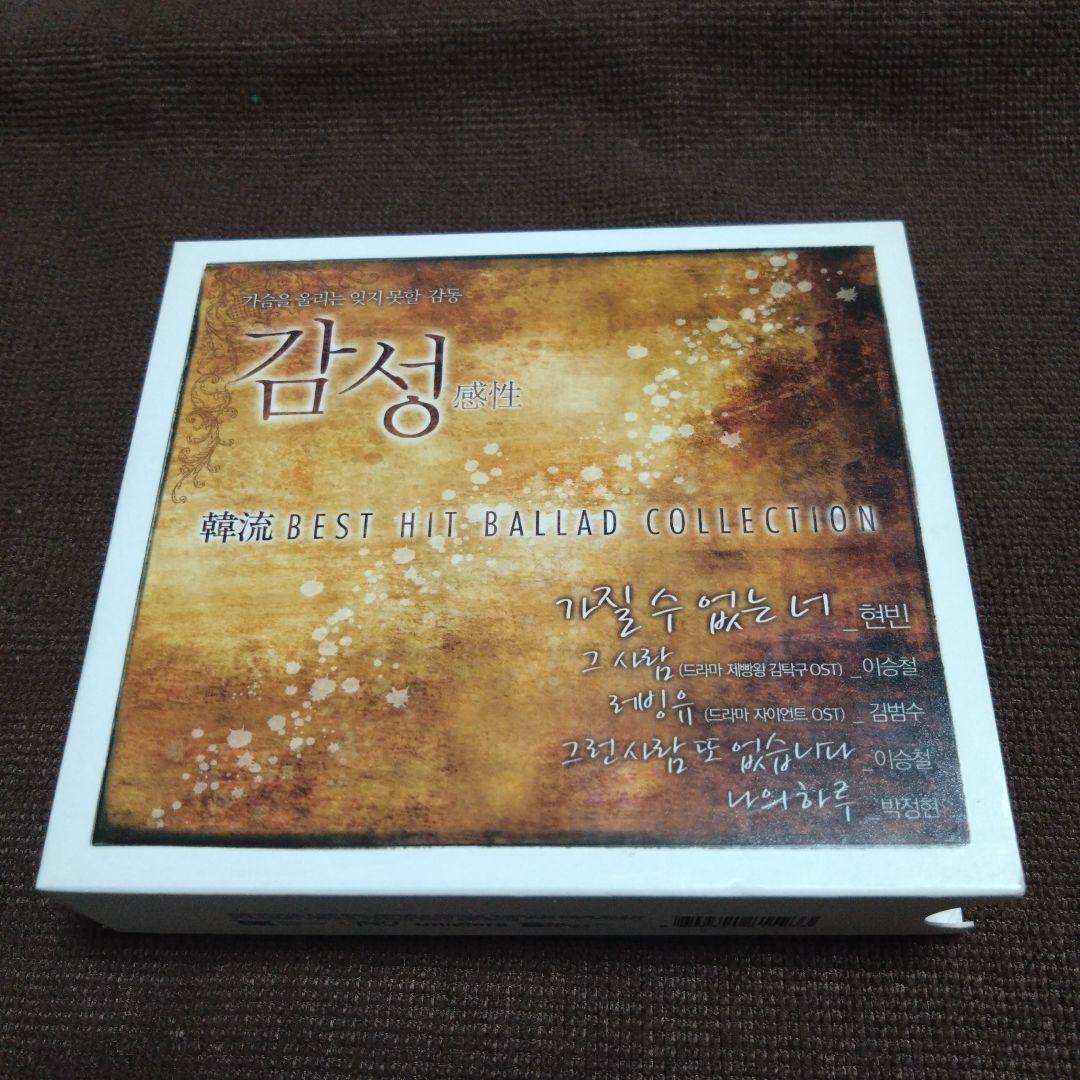 가슴을 울리는 잊지 못할 감동
감성 感性
韓流 BEST HIT BALLAD COLLECTION
가질 수 없는 너 _ 현빈
그 사람 (드라마 제빵왕 김탁구 OST) _ 이승철
러빙유 (드라마 자이언트 OST) _ 김범수
그런 사람 또 없습니다 _ 이승철
나의 하루 _ 박정현